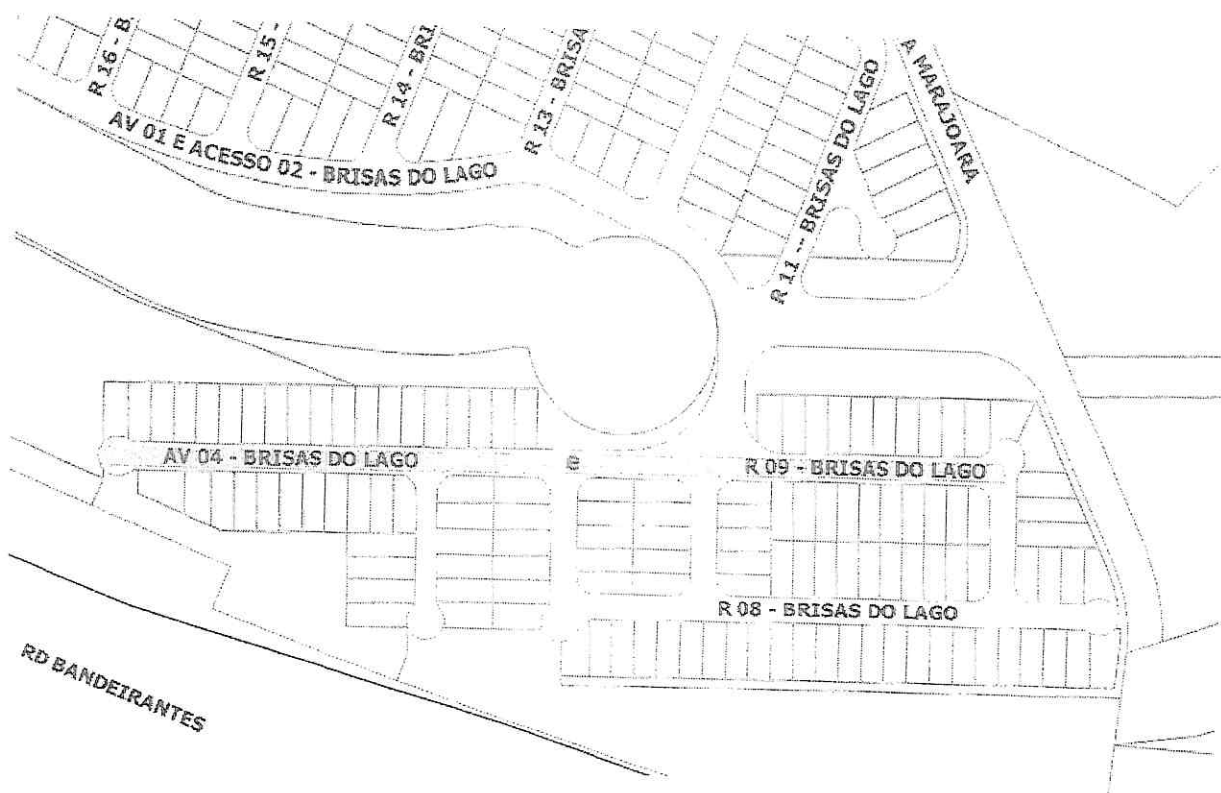 R 16 - B
R 15 -
R 14 - BRI
R 13 - BRISA
R 11 -- BRISAS DO LAGO
A MARAJOARA
AV 01 E ACESSO 02 - BRISAS DO LAGO
AV 04 - BRISAS DO LAGO
R 09 - BRISAS DO LAGO
R 08 - BRISAS DO LAGO
RD BANDEIRANTES